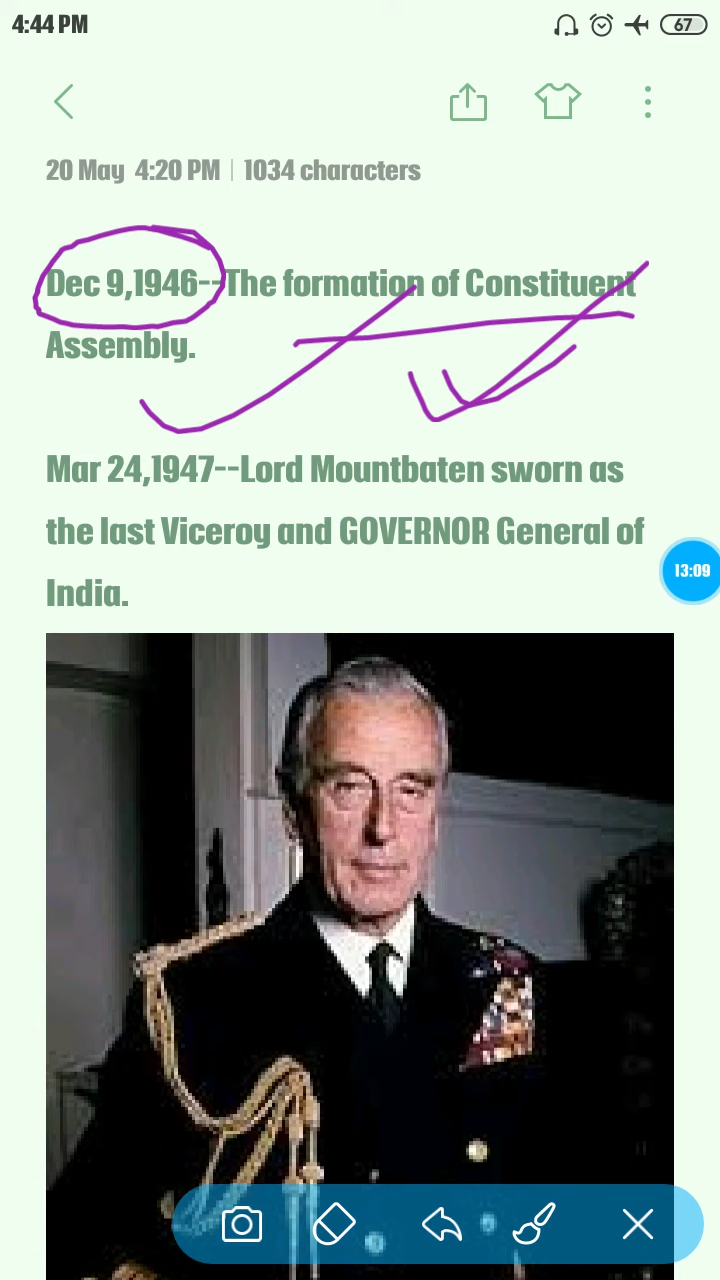 4:44 PM
67
20 May 4:20 PM | 1034 characters
Dec 9,1946--The formation of Constituent
Assembly.
Mar 24,1947--Lord Mountbaten sworn as
the last Viceroy and GOVERNOR General of
India.
13:09